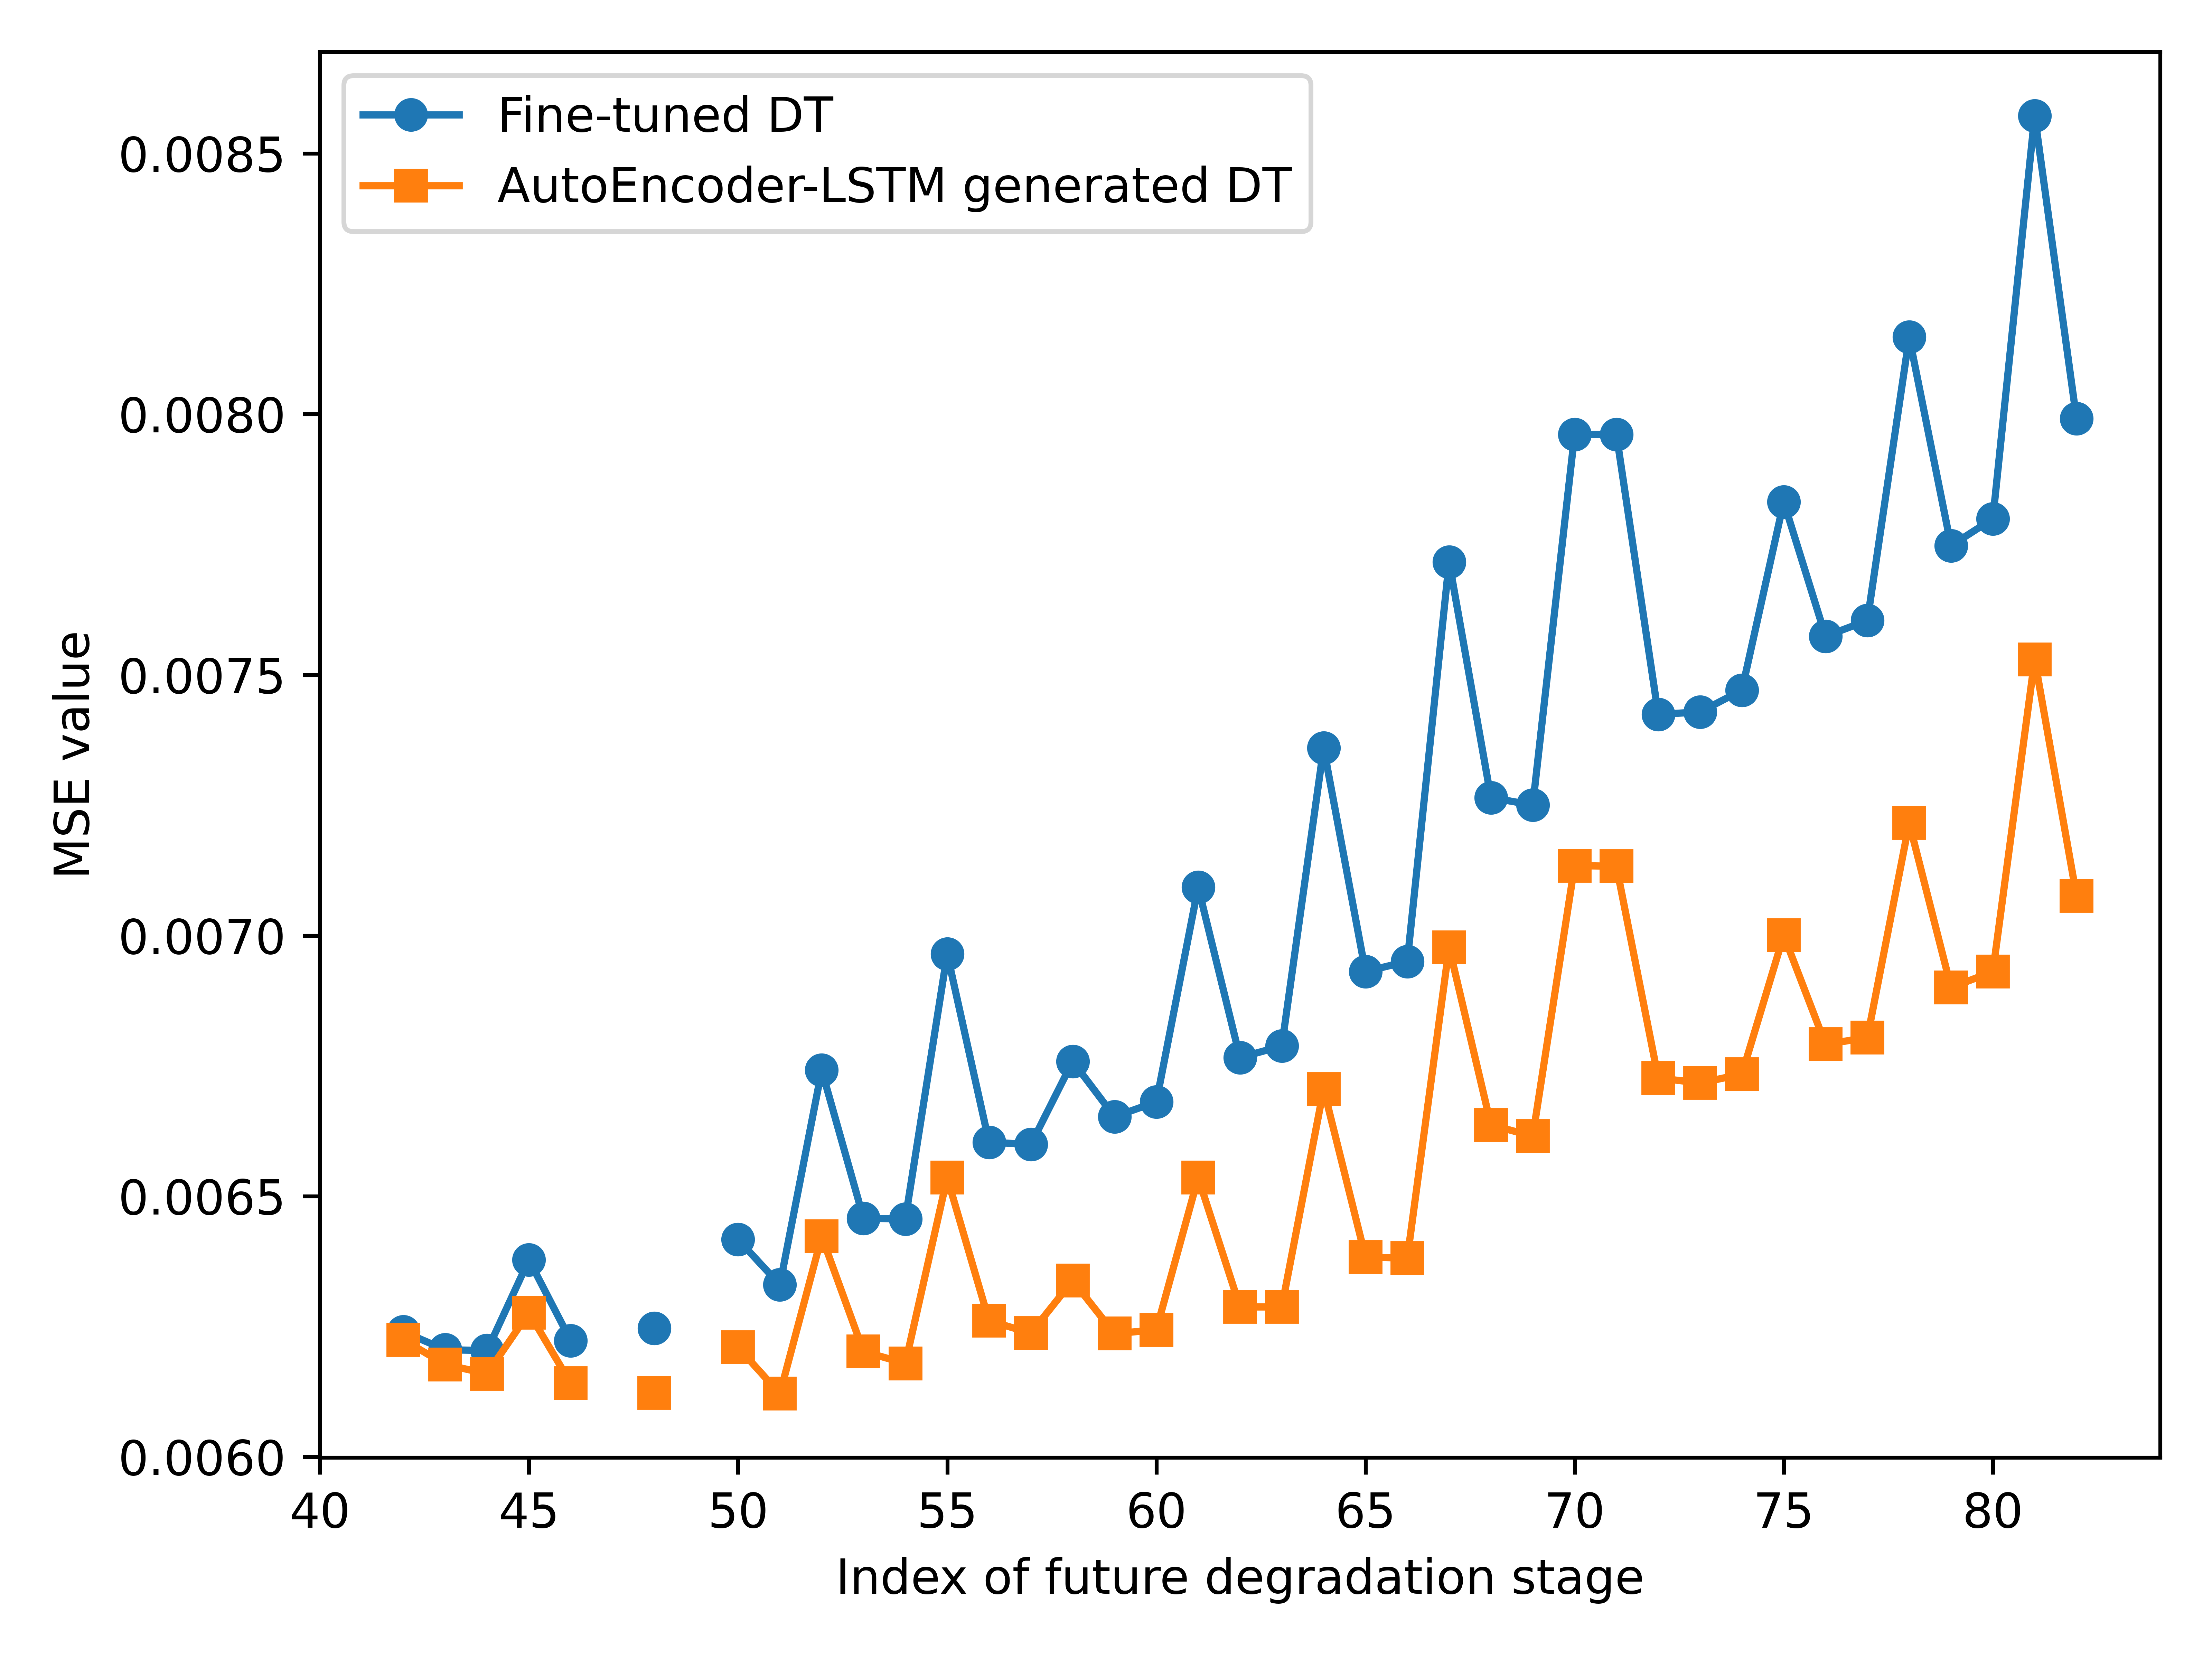 Fine-tuned DT
AutoEncoder-LSTM generated DT
0.0085
0.0080
0.0075
0.0070
0.0065
0.0060
MSE value
40 45 50 55 60 65 70 75 80
Index of future degradation stage